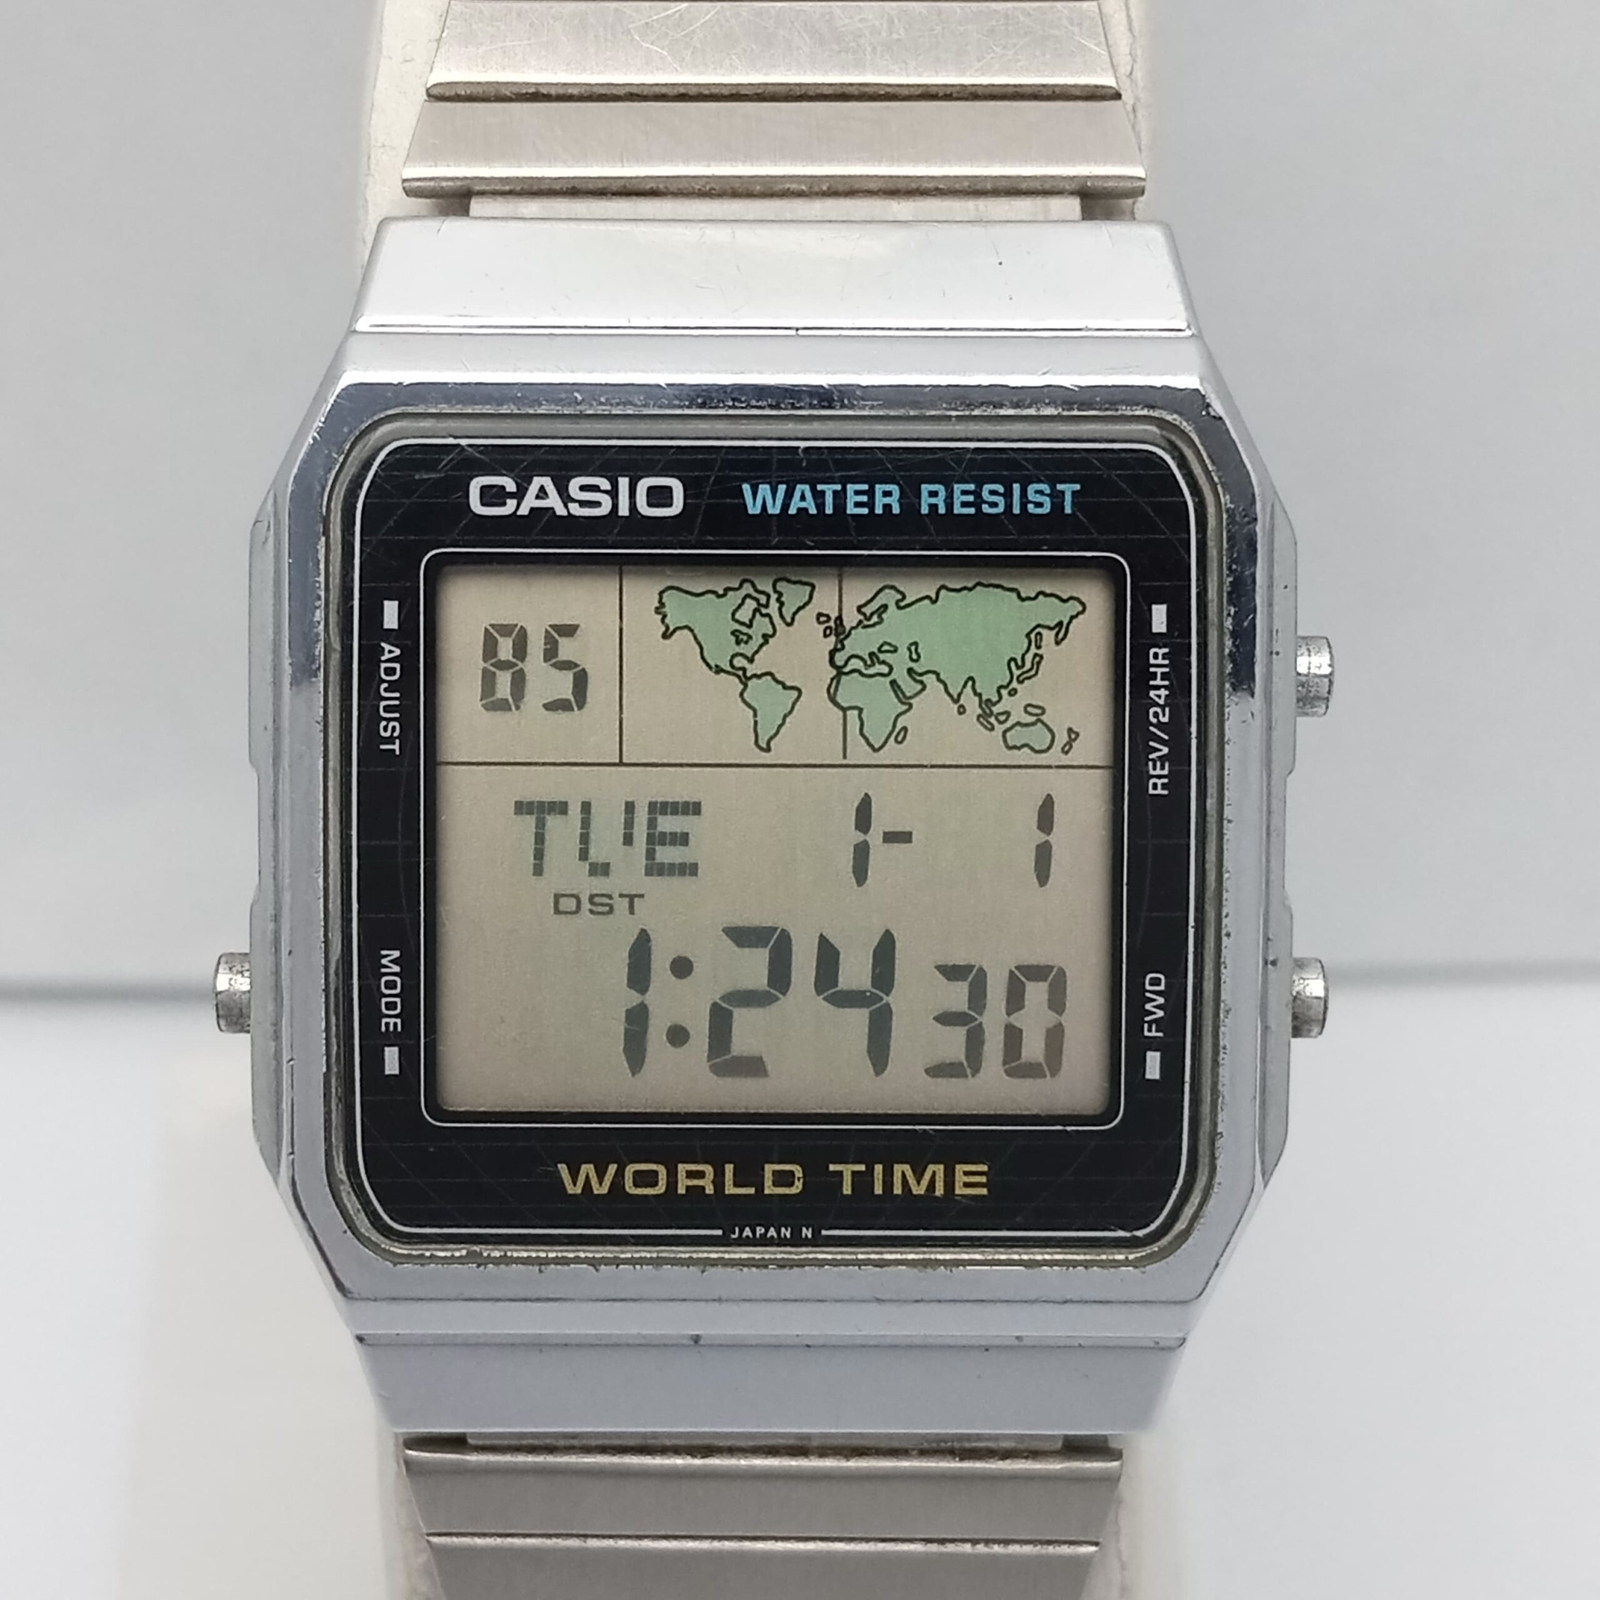 CASIO WATER RESIST
ADJUST
REV/24HR
85
TUE 1- 1
DST
1:24 30
MODE
FWD
WORLD TIME
JAPAN N